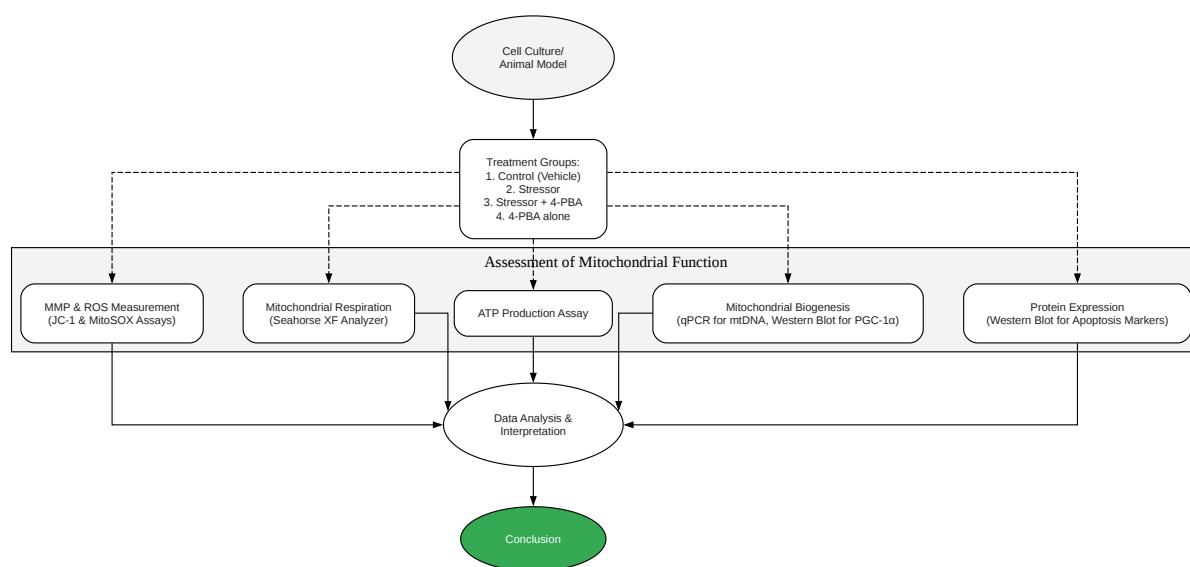 Cell Culture/
Animal Model
Treatment Groups:
1. Control (Vehicle)
2. Stressor
3. Stressor + 4-PBA
4. 4-PBA alone
Assessment of Mitochondrial Function
MMP & ROS Measurement
(JC-1 & MitoSOX Assays)
Mitochondrial Respiration
(Seahorse XF Analyzer)
ATP Production Assay
Mitochondrial Biogenesis
(qPCR for mtDNA, Western Blot for PGC-1α)
Protein Expression
(Western Blot for Apoptosis Markers)
Data Analysis &
Interpretation
Conclusion